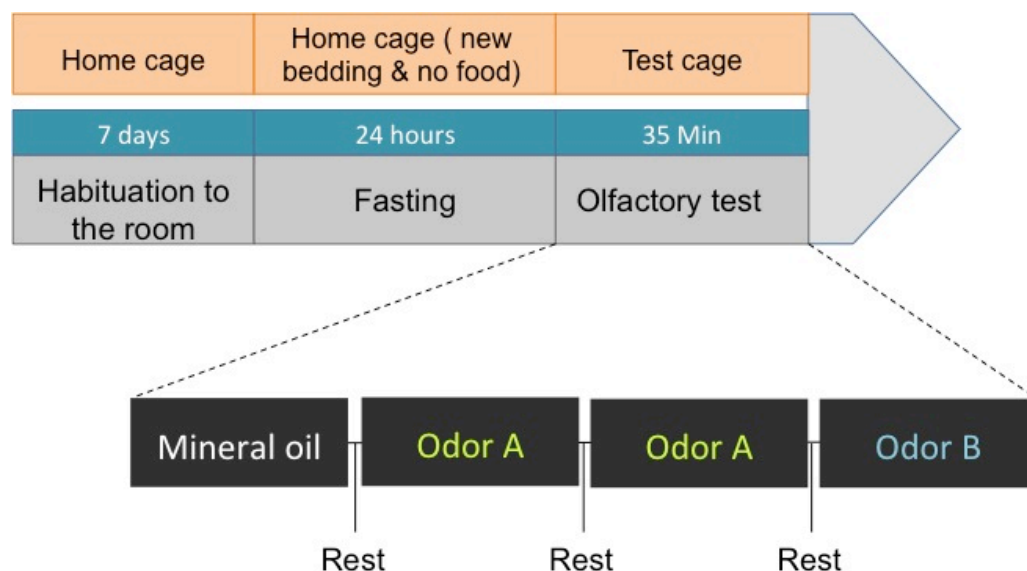 Home cage
Home cage ( new
bedding & no food)
Test cage
7 days
24 hours
35 Min
Habituation to
the room
Fasting
Olfactory test
Mineral oil
Odor A
Odor A
Odor B
Rest
Rest
Rest